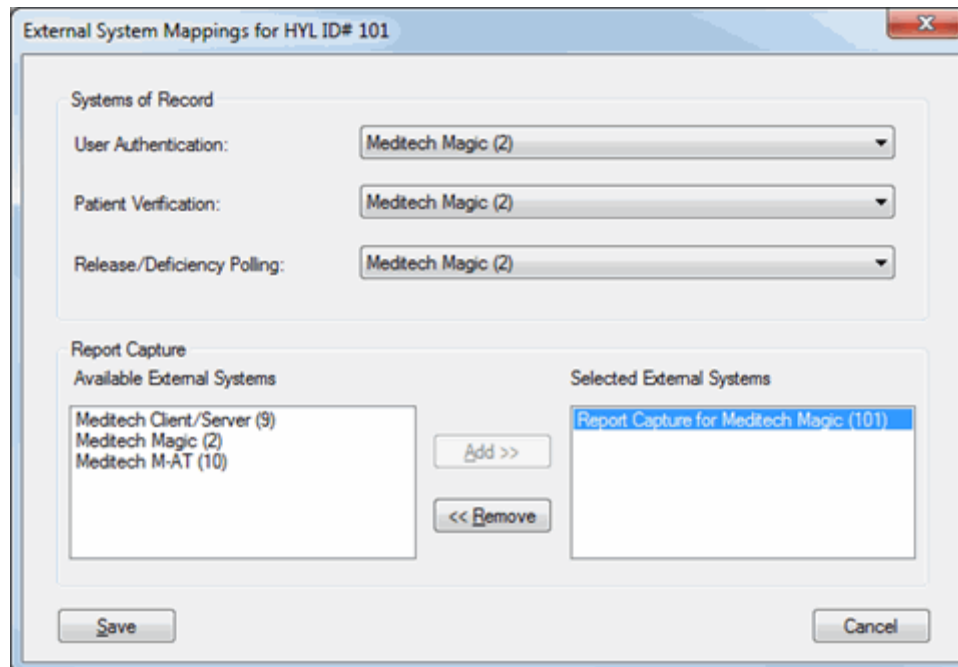 External System Mappings for HYL ID# 101
Systems of Record
User Authentication:
Meditech Magic (2)
Patient Verification:
Meditech Magic (2)
Release/Deficiency Polling:
Meditech Magic (2)
Report Capture
Available External Systems
Selected External Systems
Meditech Client/Server (9)
Meditech Magic (2)
Meditech M-AT (10)
Add >>
<< Remove
Report Capture for Meditech Magic (101)
Save
Cancel